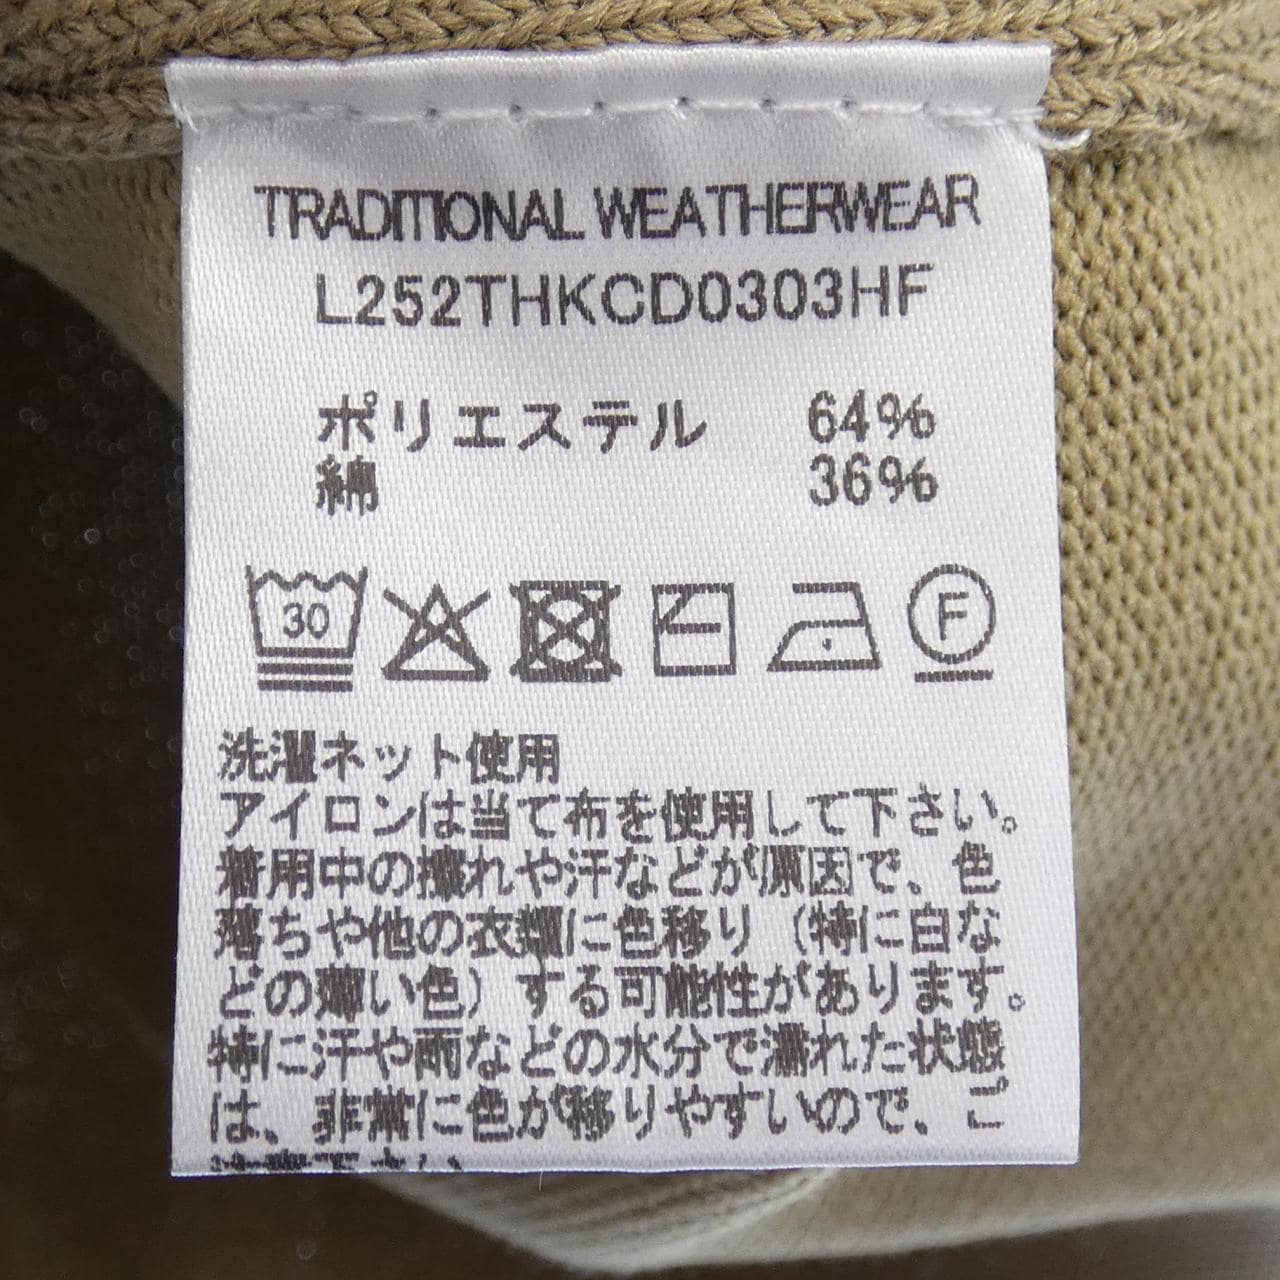 TRADITIONAL WEATHERWEAR
L252THKCD0303HF
ポリエステル 64%
綿 36%
30
F
洗濯ネット使用
アイロンは当て布を使用して下さい。
着用中の擦れや汗などが原因で、色
落ちや他の衣類に色移り（特に白な
どの薄い色）する可能性があります。
特に汗や雨などの水分で濡れた状態
は、非常に色が移りやすいので、ご